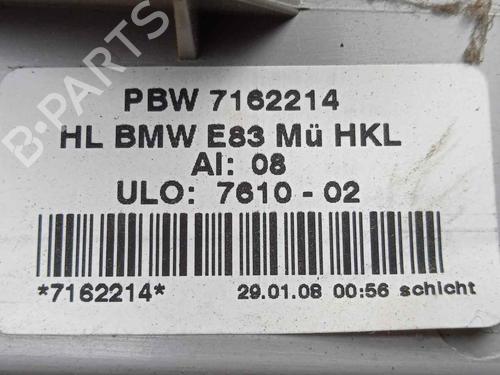 PBW 7162214
HL BMW E83 Mü HKL
AI: 08
ULO: 7610 - 02
*7162214* 29.01.08 00:56 schicht
B-PARTS